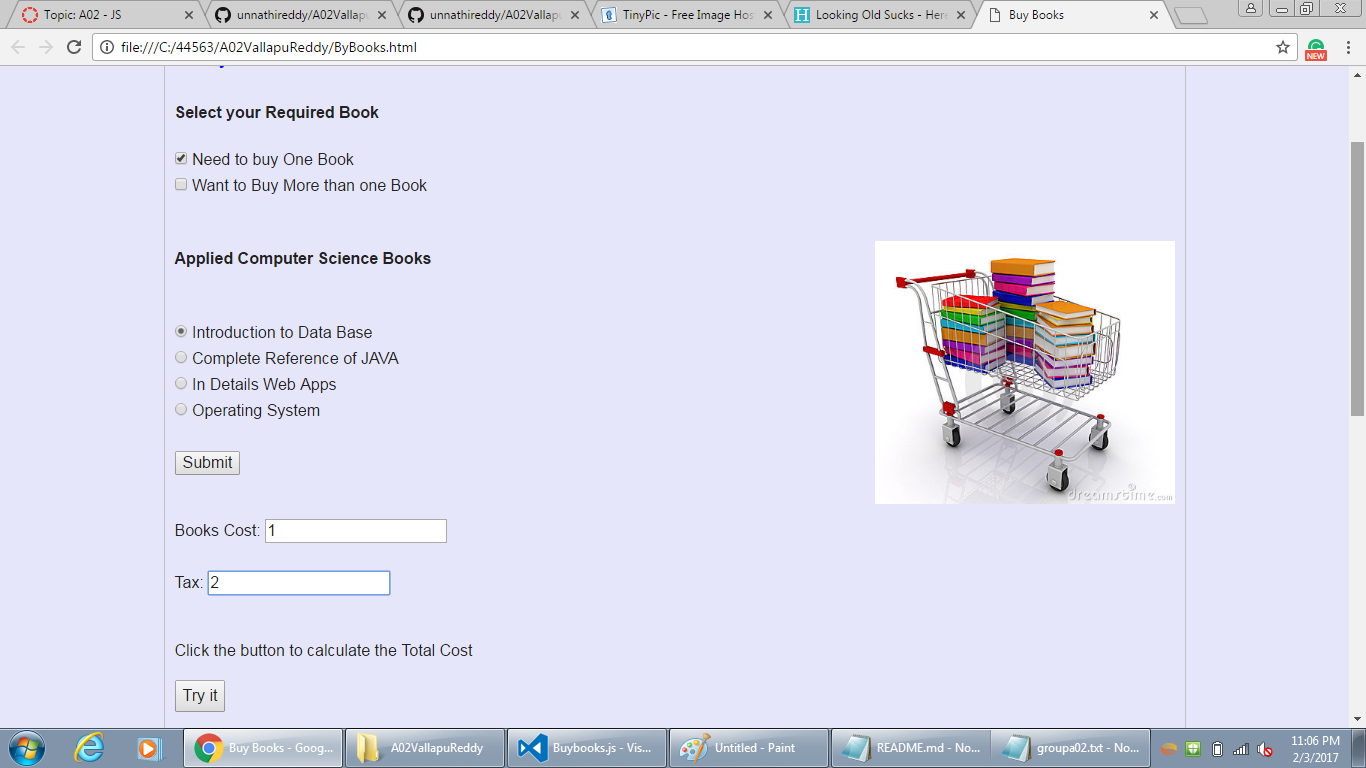 Topic: A02 - JS
unnathireddy/A02Vallapu
unnathireddy/A02Vallapu
TinyPic - Free Image Hos
Looking Old Sucks - Here
Buy Books
file:///C:/44563/A02VallapuReddy/ByBooks.html
NEW
Select your Required Book
Need to buy One Book
Want to Buy More than one Book
Applied Computer Science Books
Introduction to Data Base
Complete Reference of JAVA
In Details Web Apps
Operating System
Submit
dreamstime.com
Books Cost: 1
Tax: 2
Click the button to calculate the Total Cost
Try it
Buy Books - Goog...
A02VallapuReddy
Buybooks.js - Vis...
Untitled - Paint
README.md - No...
groupa02.txt - No...
11:06 PM
2/3/2017